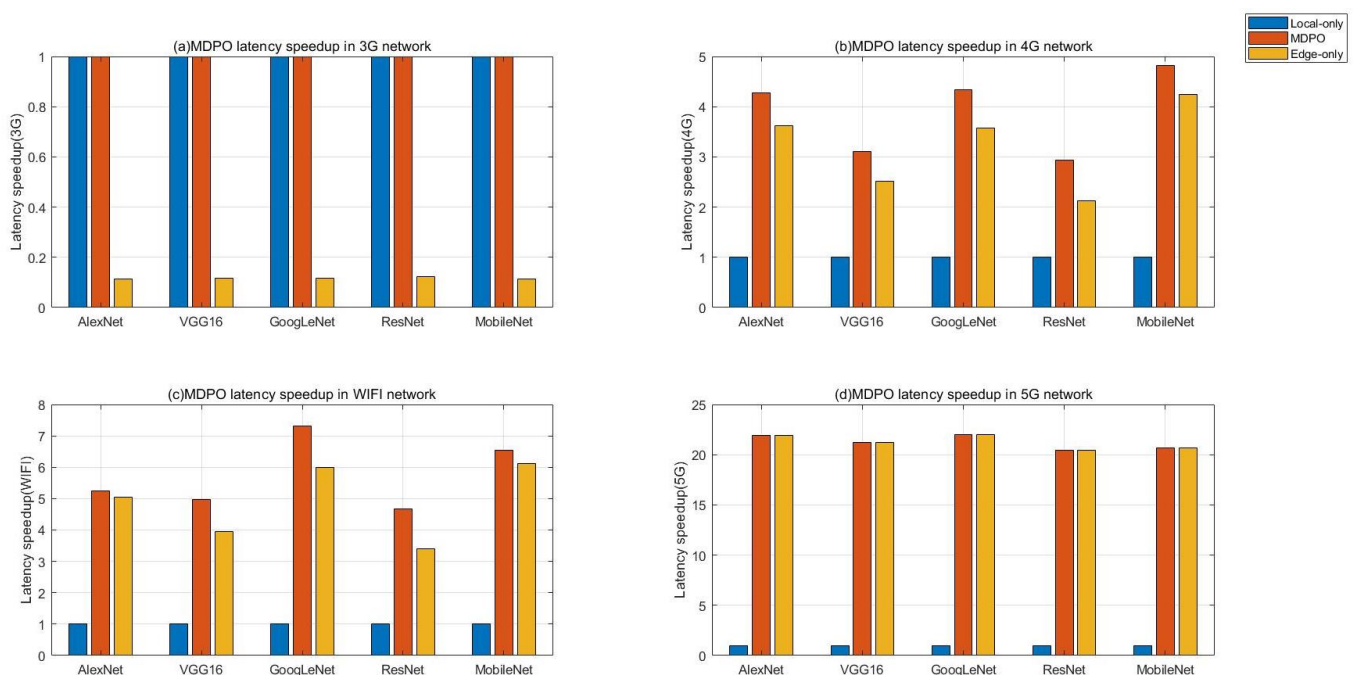 Local-only
MDPO
Edge-only
(a)MDPO latency speedup in 3G network
Latency speedup(3G)
1
0.8
0.6
0.4
0.2
0
AlexNet VGG16 GoogLeNet ResNet MobileNet
(b)MDPO latency speedup in 4G network
Latency speedup(4G)
5
4
3
2
1
0
AlexNet VGG16 GoogLeNet ResNet MobileNet
(c)MDPO latency speedup in WIFI network
Latency speedup(WIFI)
8
7
6
5
4
3
2
1
0
AlexNet VGG16 GoogLeNet ResNet MobileNet
(d)MDPO latency speedup in 5G network
Latency speedup(5G)
25
20
15
10
5
0
AlexNet VGG16 GoogLeNet ResNet MobileNet